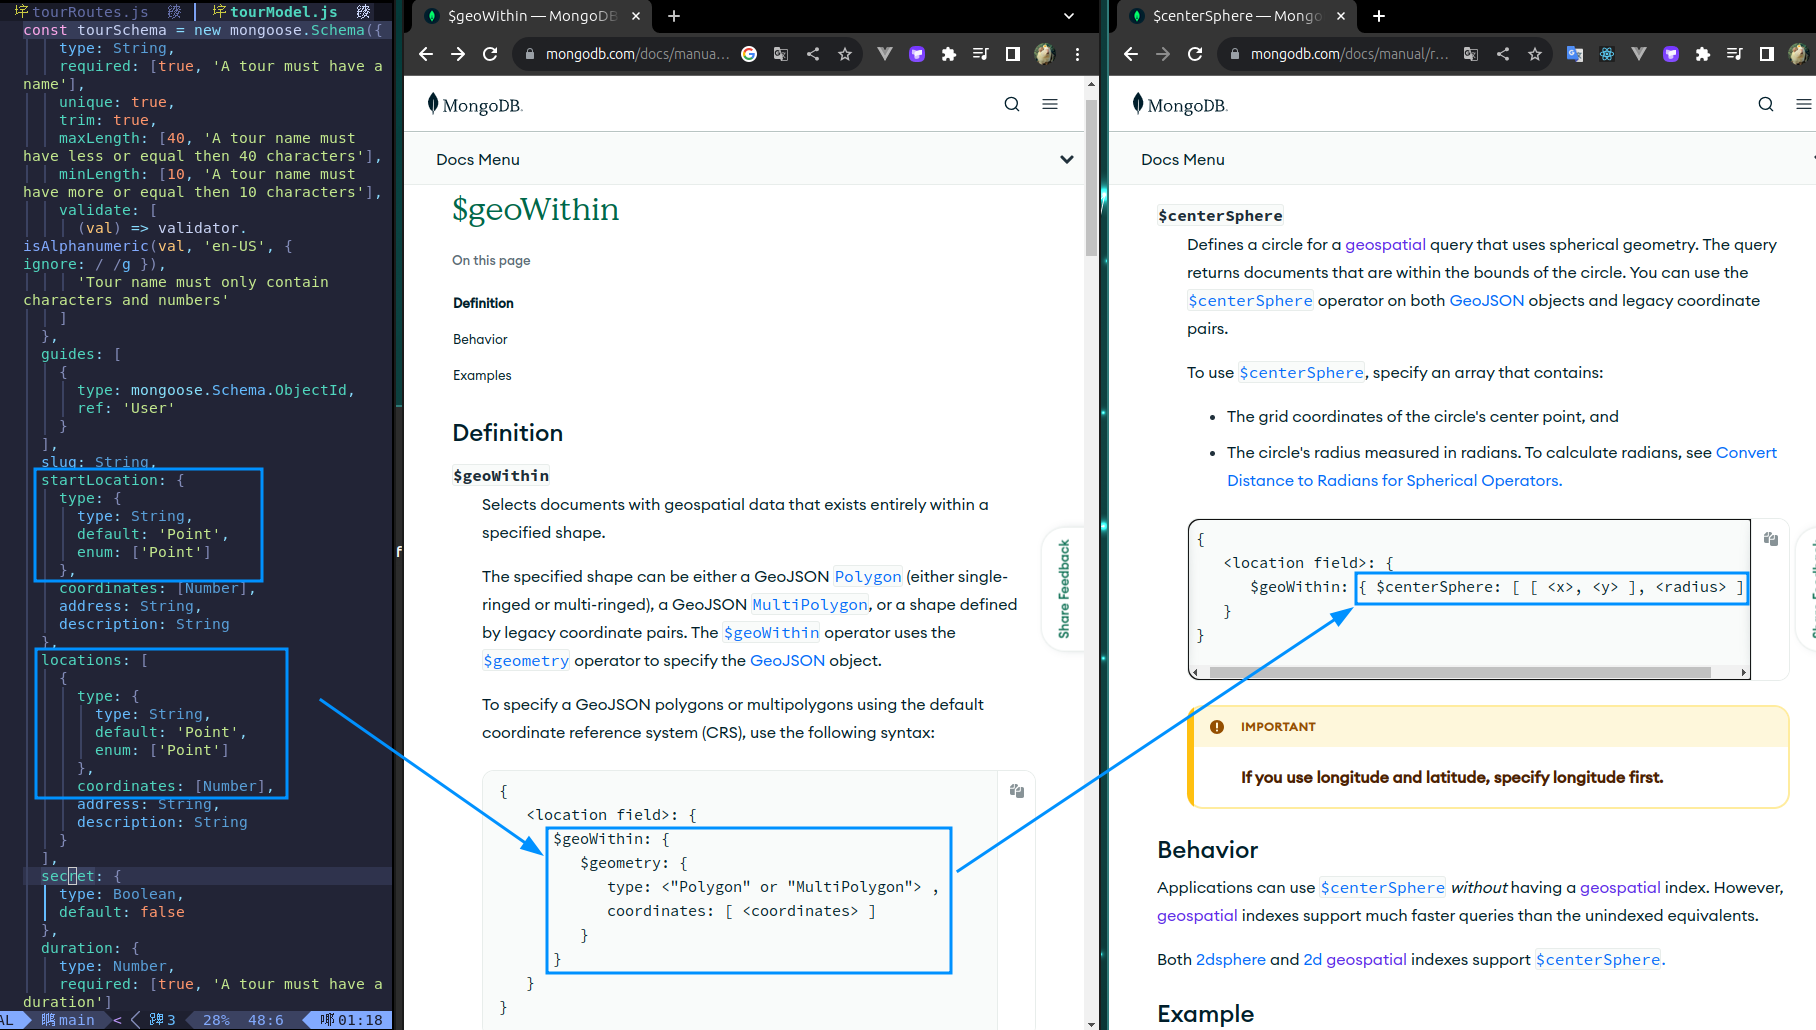 tourRoutes.js
tourModel.js
const tourSchema = new mongoose.Schema({
type: String,
required: [true, 'A tour must have a
name'],
unique: true,
trim: true,
maxLength: [40, 'A tour name must
have less or equal then 40 characters'],
minLength: [10, 'A tour name must
have more or equal then 10 characters'],
validate: [
(val) => validator.
isAlphanumeric(val, 'en-US', {
ignore: / /g }),
'Tour name must only contain
characters and numbers'
]
},
guides: [
{
type: mongoose.Schema.ObjectId,
ref: 'User'
}
],
slug: String,
startLocation: {
type: {
type: String,
default: 'Point',
enum: ['Point']
},
coordinates: [Number],
address: String,
description: String
},
locations: [
{
type: {
type: String,
default: 'Point',
enum: ['Point']
},
coordinates: [Number],
address: String,
description: String
}
],
secret: {
type: Boolean,
default: false
},
duration: {
type: Number,
required: [true, 'A tour must have a
duration']
AL main < 3 28% 48:6 01:18
$geoWithin — MongoDB
mongodb.com/docs/manua...
MongoDB.
Docs Menu
$geoWithin
On this page
Definition
Behavior
Examples
Definition
$geoWithin
Selects documents with geospatial data that exists entirely within a
specified shape.
The specified shape can be either a GeoJSON Polygon (either single-
ringed or multi-ringed), a GeoJSON MultiPolygon, or a shape defined
by legacy coordinate pairs. The $geoWithin operator uses the
$geometry operator to specify the GeoJSON object.
To specify a GeoJSON polygons or multipolygons using the default
coordinate reference system (CRS), use the following syntax:
{
<location field>: {
$geoWithin: {
$geometry: {
type: <"Polygon" or "MultiPolygon"> ,
coordinates: [ <coordinates> ]
}
}
}
}
Share Feedback
$centerSphere — Mongo
mongodb.com/docs/manual/r...
MongoDB.
Docs Menu
$centerSphere
Defines a circle for a geospatial query that uses spherical geometry. The query
returns documents that are within the bounds of the circle. You can use the
$centerSphere operator on both GeoJSON objects and legacy coordinate
pairs.
To use $centerSphere, specify an array that contains:
• The grid coordinates of the circle's center point, and
• The circle's radius measured in radians. To calculate radians, see Convert
Distance to Radians for Spherical Operators.
{
<location field>: {
$geoWithin: { $centerSphere: [ [ <x>, <y> ], <radius> ]
}
}
IMPORTANT
If you use longitude and latitude, specify longitude first.
Behavior
Applications can use $centerSphere without having a geospatial index. However,
geospatial indexes support much faster queries than the unindexed equivalents.
Both 2dsphere and 2d geospatial indexes support $centerSphere.
Example